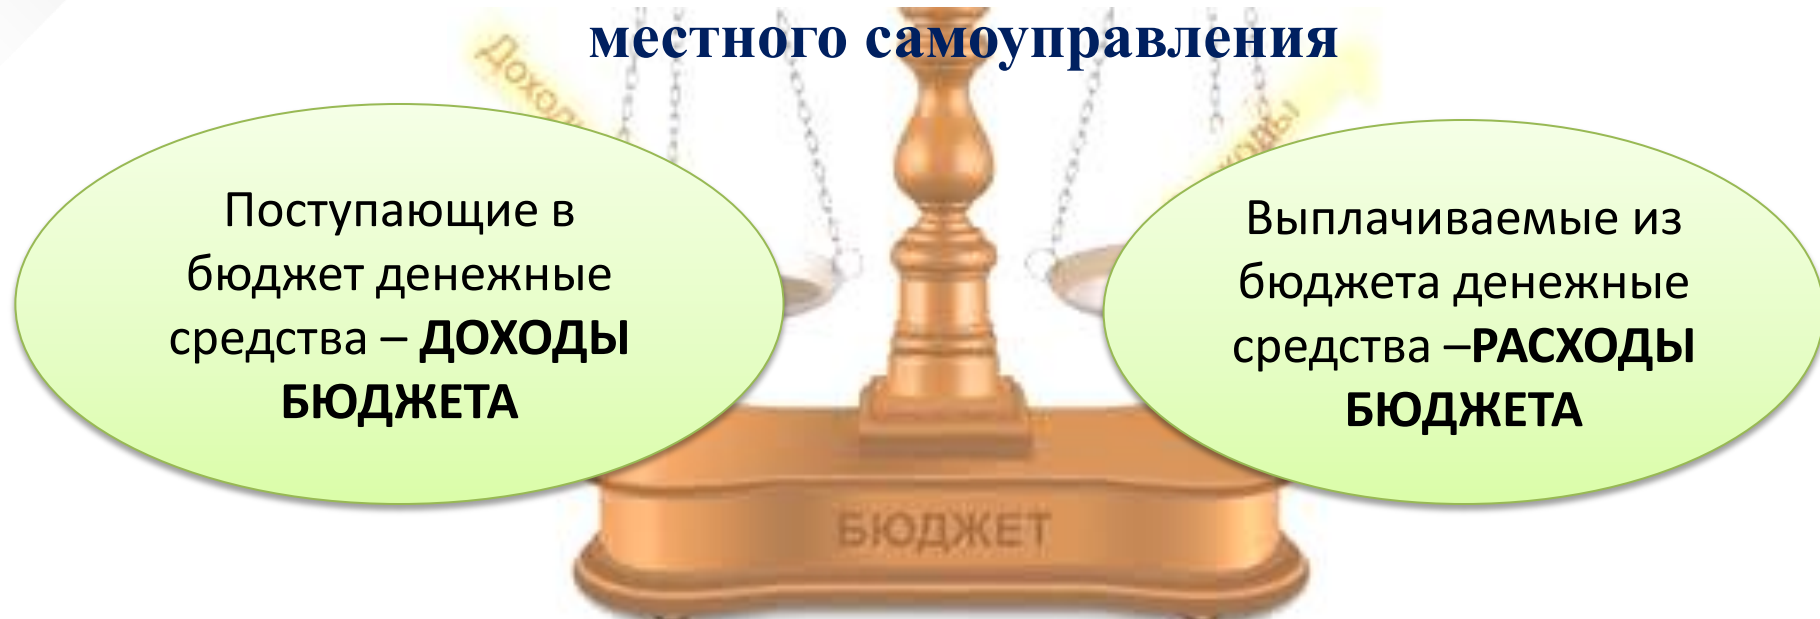 местного самоуправления
Поступающие в
бюджет денежные
средства – ДОХОДЫ
БЮДЖЕТА
Выплачиваемые из
бюджета денежные
средства –РАСХОДЫ
БЮДЖЕТА
БЮДЖЕТ